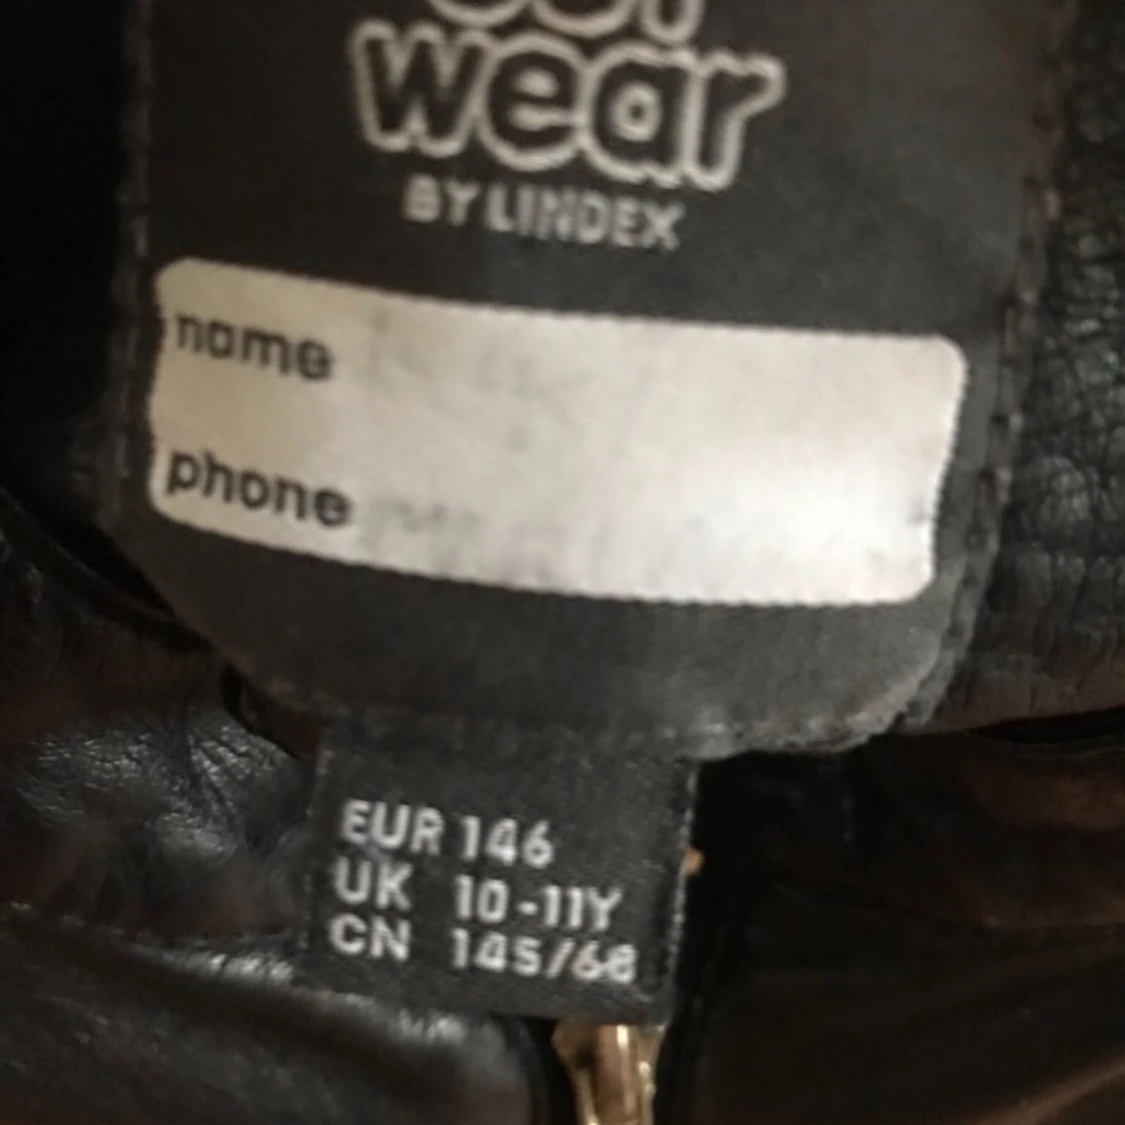 wear
BY LINDEX
name
phone
EUR 146
UK 10-11Y
CN 145/68